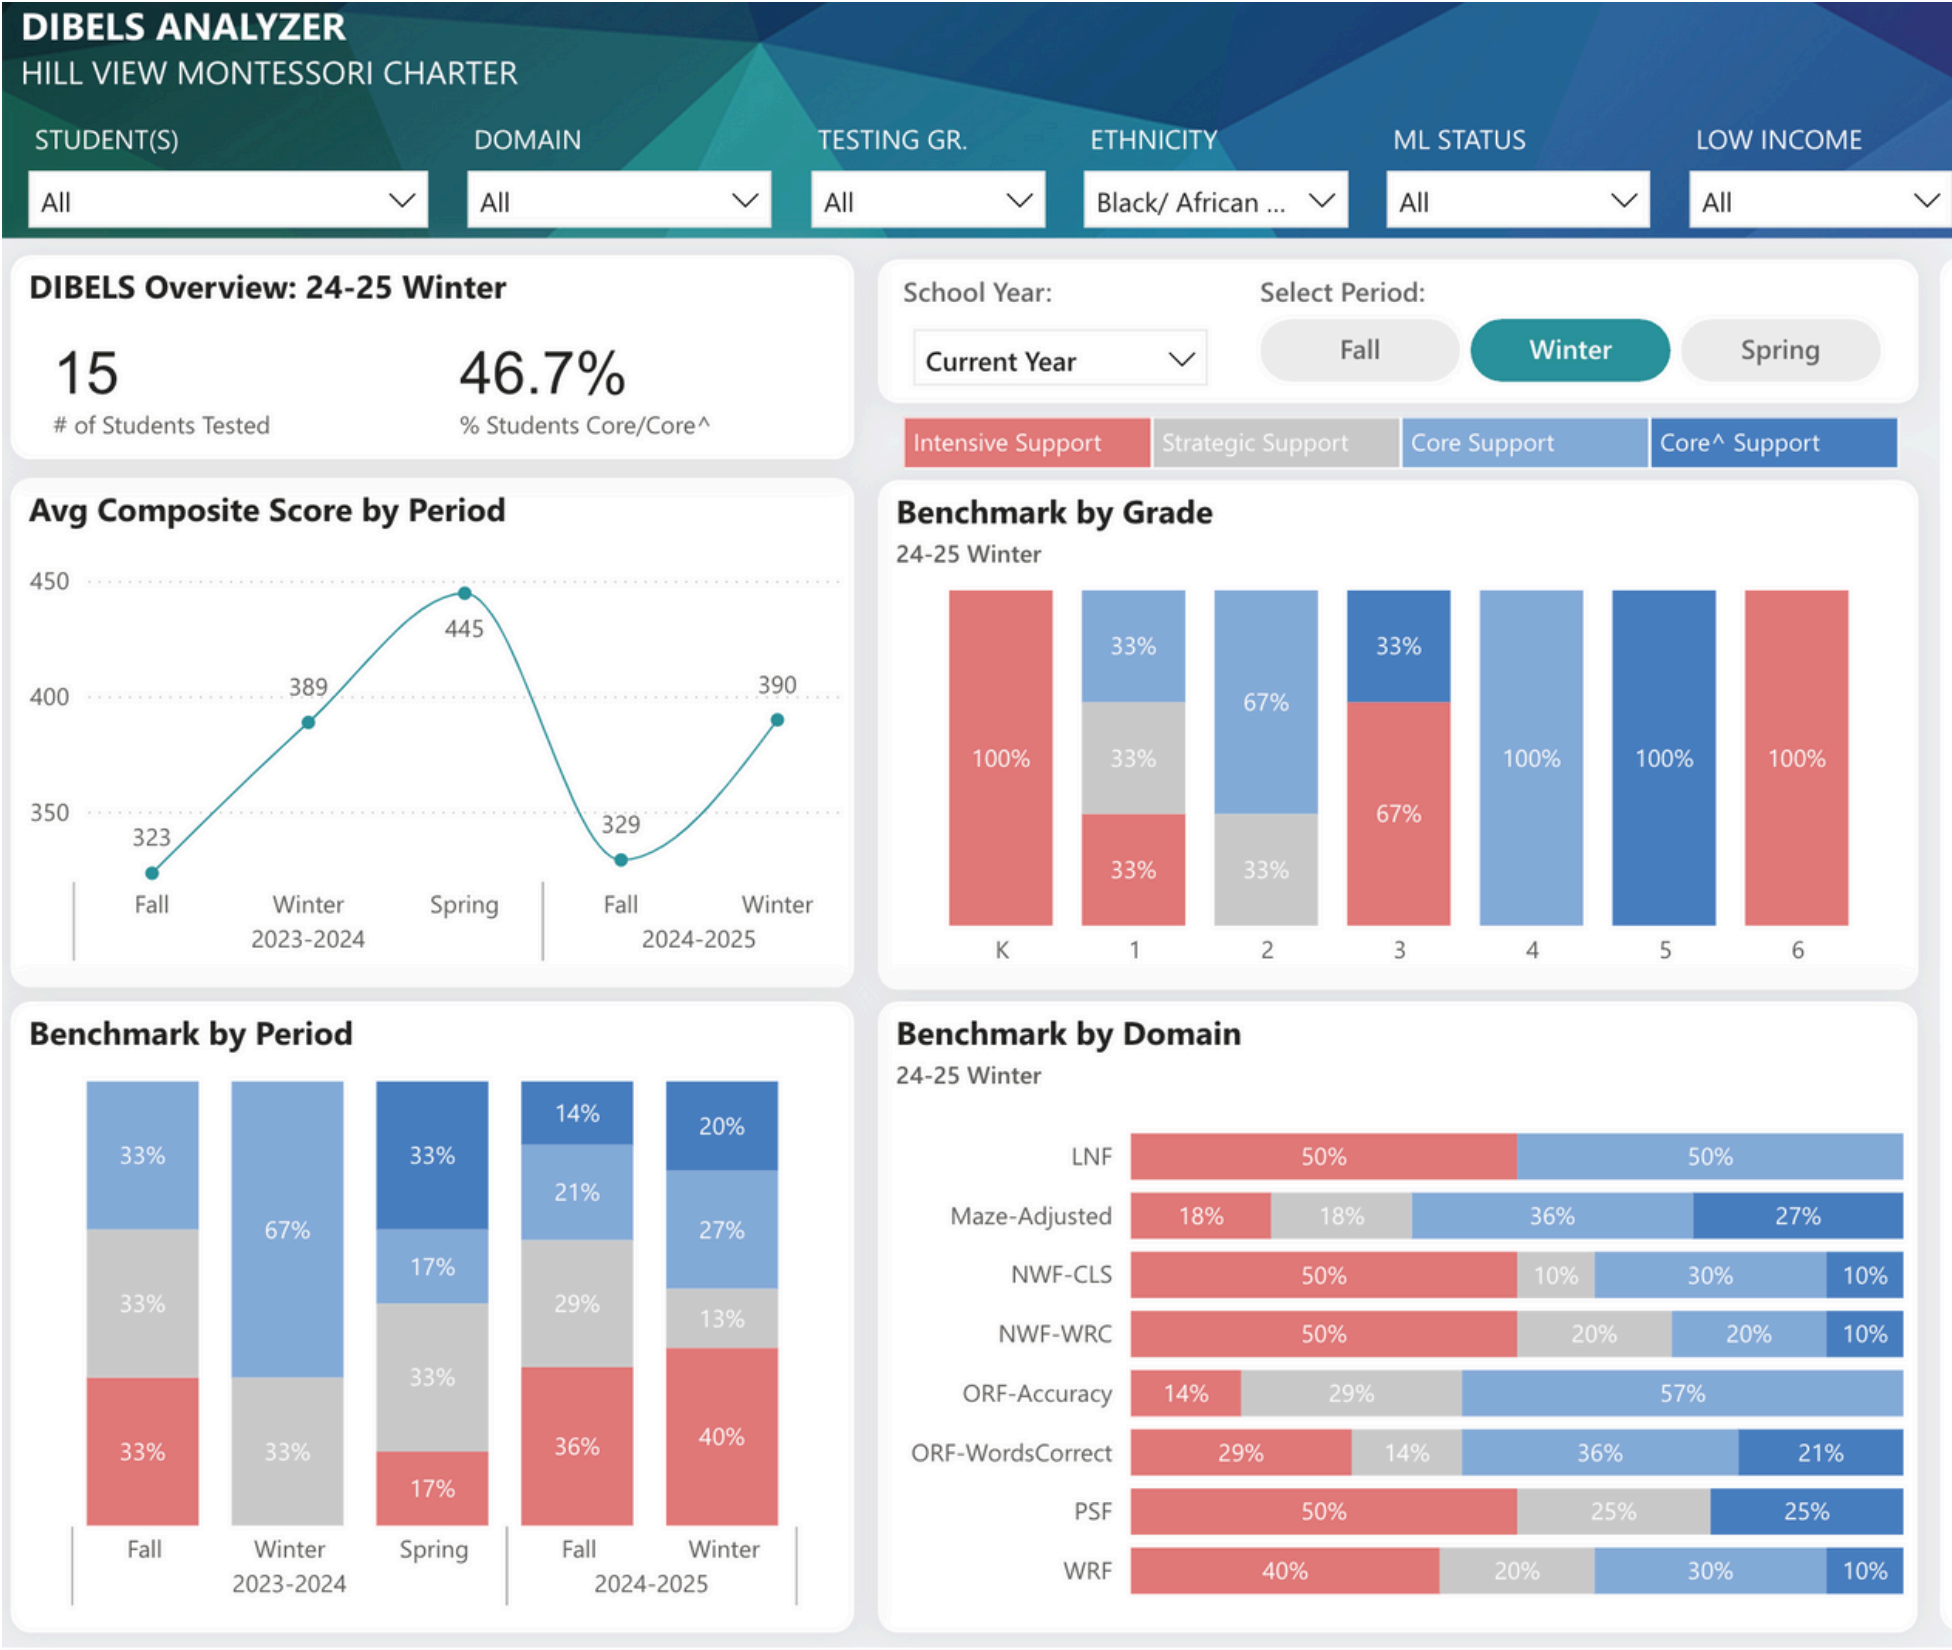 DIBELS ANALYZER
HILL VIEW MONTESSORI CHARTER
STUDENT(S) DOMAIN TESTING GR. ETHNICITY ML STATUS LOW INCOME
All All All Black/ African ... All All
DIBELS Overview: 24-25 Winter
15 46.7%
# of Students Tested % Students Core/Core^
School Year: Select Period:
Current Year Fall Winter Spring
Intensive Support Strategic Support Core Support Core^ Support
Avg Composite Score by Period
450
445
400
389
390
350
323
329
Fall Winter Spring Fall Winter
2023-2024 2024-2025
Benchmark by Grade
24-25 Winter
33% 33%
67%
100% 33% 100% 100% 100%
67%
33% 33%
K 1 2 3 4 5 6
Benchmark by Period
14% 20%
33% 33%
21%
67% 27%
17%
33% 29% 13%
33%
33% 33% 36% 40%
17%
Fall Winter Spring Fall Winter
2023-2024 2024-2025
Benchmark by Domain
24-25 Winter
LNF 50% 50%
Maze-Adjusted 18% 18% 36% 27%
NWF-CLS 50% 10% 30% 10%
NWF-WRC 50% 20% 20% 10%
ORF-Accuracy 14% 29% 57%
ORF-WordsCorrect 29% 14% 36% 21%
PSF 50% 25% 25%
WRF 40% 20% 30% 10%